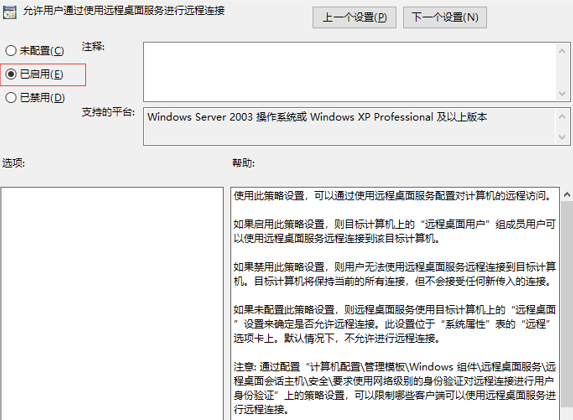 允许用户通过使用远程桌面服务进行远程连接
上一个设置(P)
下一个设置(N)
未配置(C)
注释:
已启用(E)
已禁用(D)
支持的平台:
Windows Server 2003 操作系统或 Windows XP Professional 及以上版本
选项:
帮助:
使用此策略设置，可以通过使用远程桌面服务配置对计算机的远程访问。
如果启用此策略设置，则目标计算机上的“远程桌面用户”组成员用户可
以使用远程桌面服务远程连接到该目标计算机。
如果禁用此策略设置，则用户无法使用远程桌面服务远程连接到目标计算
机。目标计算机将保持当前的所有连接，但不会接受任何新传入的连接。
如果未配置此策略设置，则远程桌面服务使用目标计算机上的“远程桌面
”设置来确定是否允许远程连接。此设置位于“系统属性”表的“远程”
选项卡上。默认情况下，不允许进行远程连接。
注意: 通过配置“计算机配置\管理模板\Windows 组件\远程桌面服务\远
程桌面会话主机\安全\要求使用网络级别的身份验证对远程连接进行用户
身份验证”上的策略设置，可以限制哪些客户端可以使用远程桌面服务进
行远程连接。